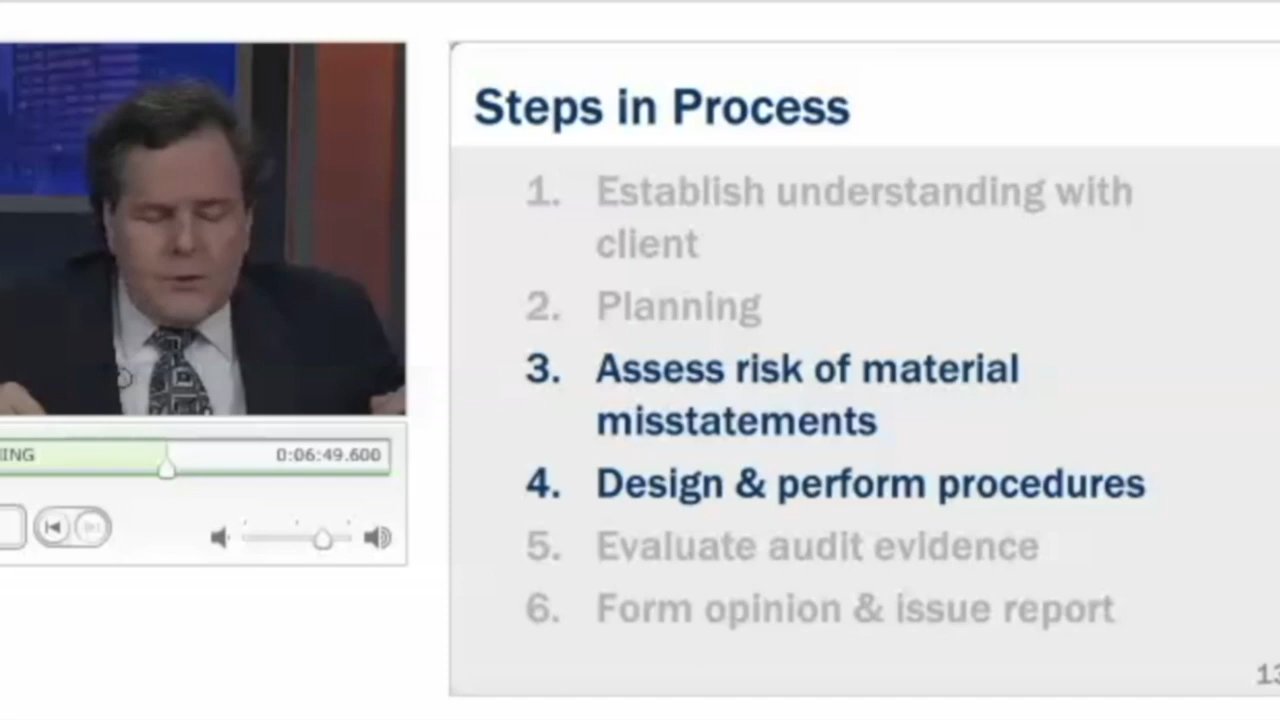 Steps in Process
1. Establish understanding with
client
2. Planning
3. Assess risk of material
misstatements
4. Design & perform procedures
5. Evaluate audit evidence
6. Form opinion & issue report
13
ING
0:06:49.600